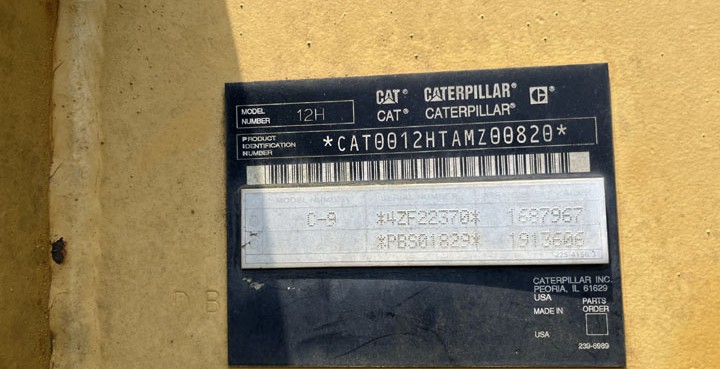 CAT® CATERPILLAR®
CAT® CATERPILLAR®
MODEL NUMBER 12H
PRODUCT IDENTIFICATION NUMBER *CAT0012HTAMZ00820*
C-9 *4ZF22370* 1687967
*PBS01829* 1913606
CATERPILLAR INC.
PEORIA, IL 61629
USA
MADE IN
USA
PARTS
ORDER
239-6989